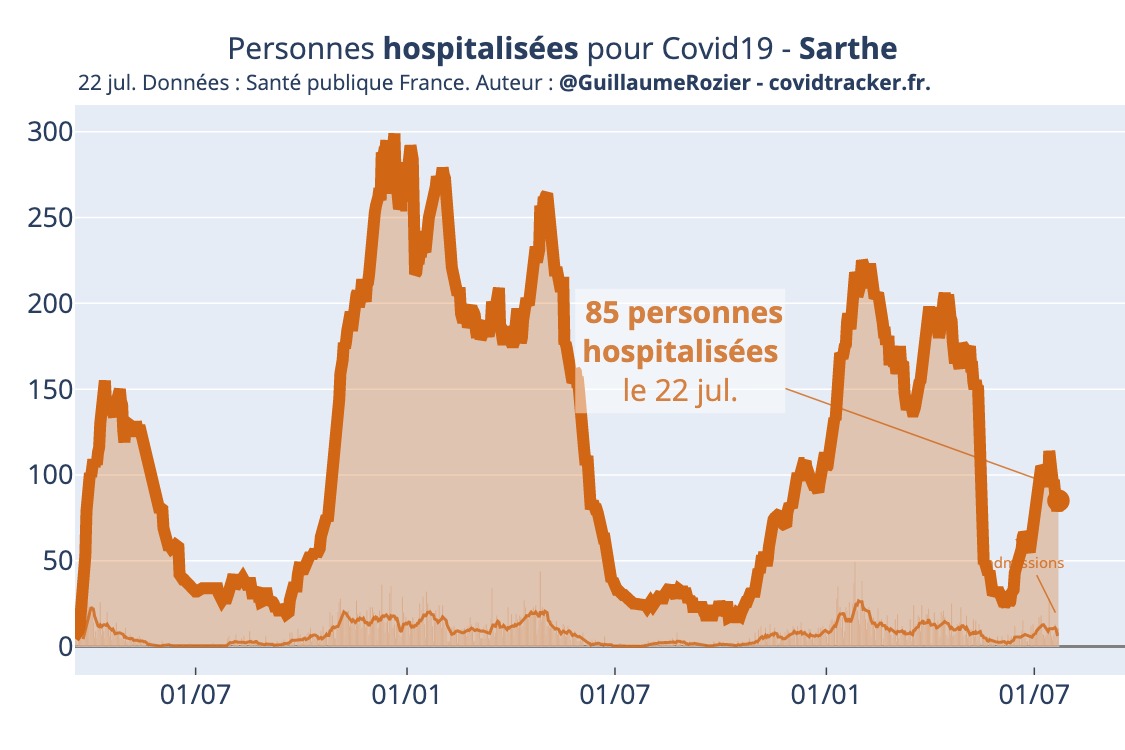 Personnes hospitalisées pour Covid19 - Sarthe
22 jul. Données : Santé publique France. Auteur : @GuillaumeRozier - covidtracker.fr.
300
250
200
150
100
50
0
85 personnes
hospitalisées
le 22 jul.
01/07
01/01
01/07
01/01
01/07